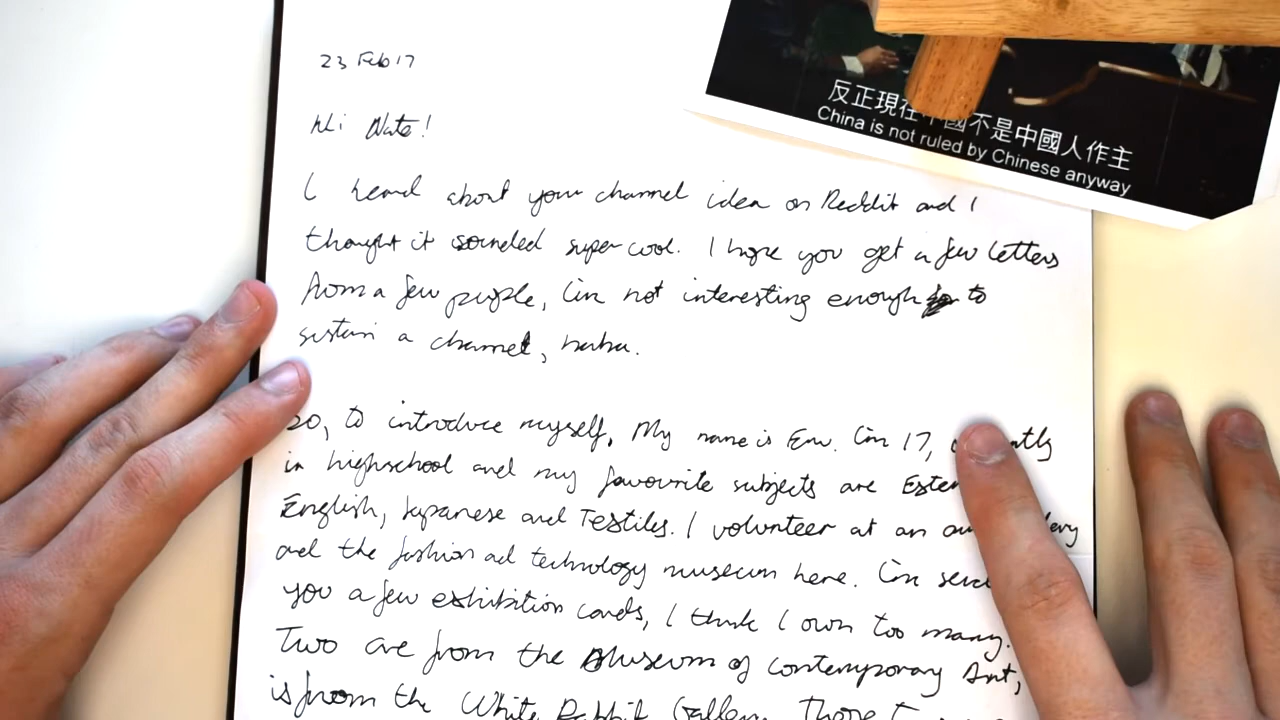 23 Feb 17
Hi Nate!
I heard about your channel idea on Reddit and I
thought it sounded super cool. I hope you get a few letters
from a few people, I'm not interesting enough to
sustain a channel, haha.
So, to introduce myself. My name is Em. I'm 17,
in highschool and my favourite subjects are
English, Japanese and Textiles. I volunteer at an
and the fashion and technology museum here. I'm
you a few exhibition cards, I think I own too many.
Two are from the Museum of Contemporary Art,
is from the White Rabbit Gallery. Those
反正現在中國不是中國人作主
China is not ruled by Chinese anyway